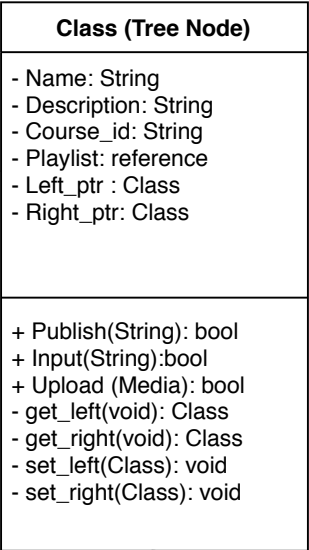 Class (Tree Node)
- Name: String
- Description: String
- Course_id: String
- Playlist: reference
- Left_ptr : Class
- Right_ptr: Class
+ Publish(String): bool
+ Input(String):bool
+ Upload (Media): bool
- get_left(void): Class
- get_right(void): Class
- set_left(Class): void
- set_right(Class): void